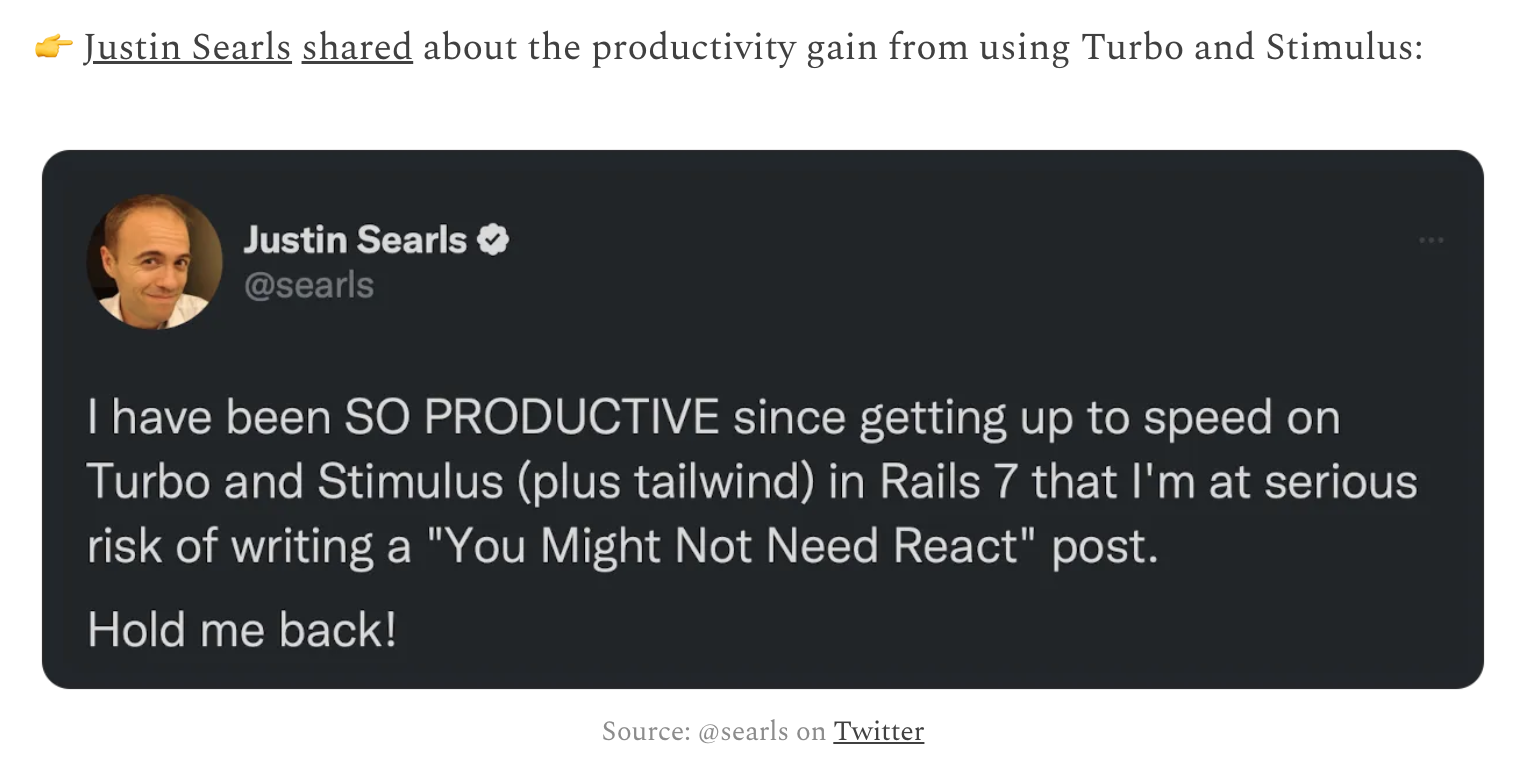 👉 Justin Searls shared about the productivity gain from using Turbo and Stimulus:
Justin Searls
@searls
I have been SO PRODUCTIVE since getting up to speed on
Turbo and Stimulus (plus tailwind) in Rails 7 that I'm at serious
risk of writing a "You Might Not Need React" post.
Hold me back!
Source: @searls on Twitter